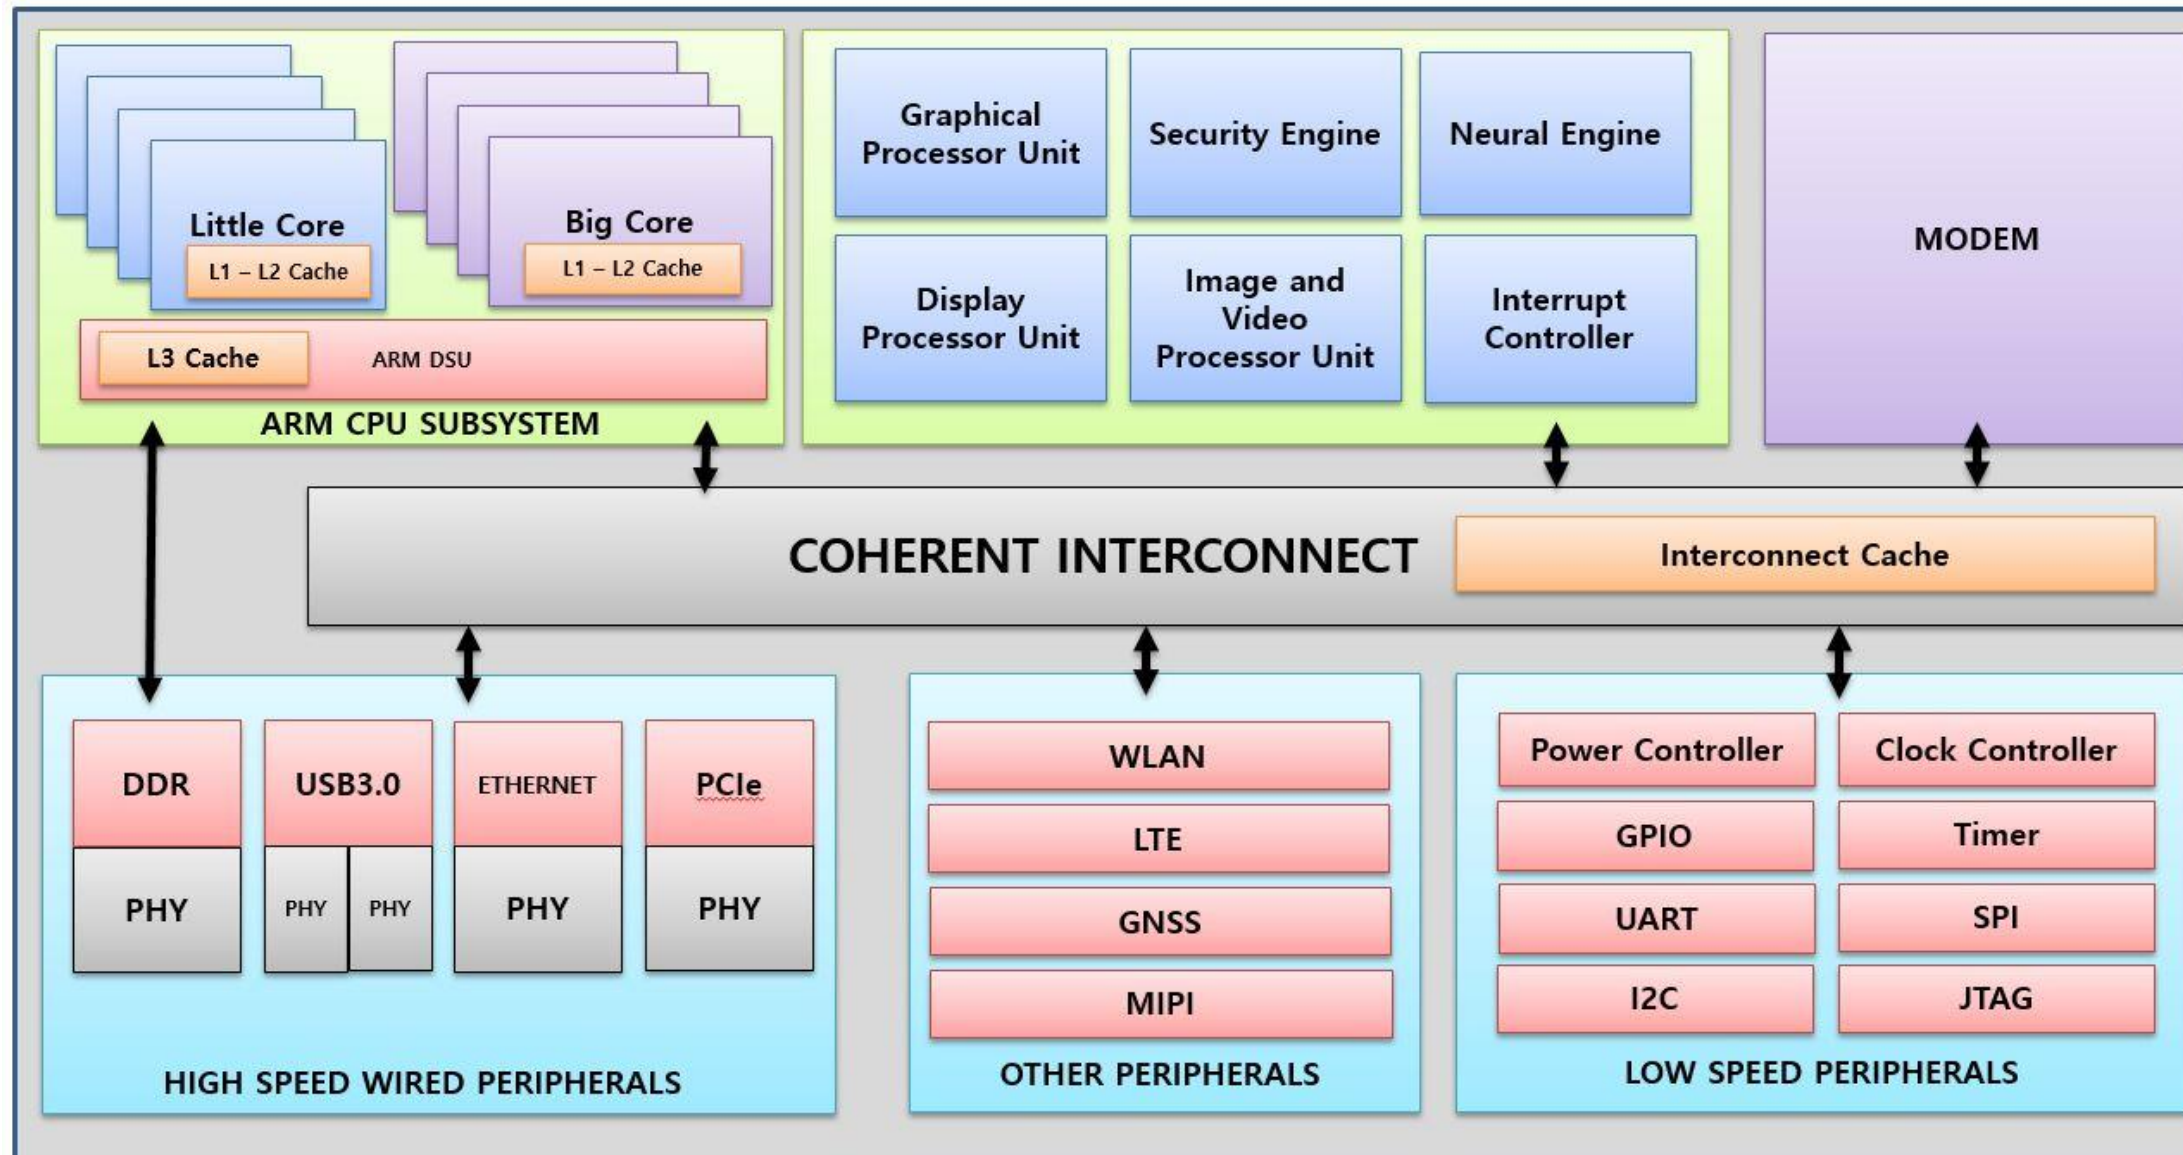 Little Core
L1 – L2 Cache
Big Core
L1 – L2 Cache
L3 Cache
ARM DSU
ARM CPU SUBSYSTEM
Graphical
Processor Unit
Security Engine
Neural Engine
Display
Processor Unit
Image and
Video
Processor Unit
Interrupt
Controller
MODEM
COHERENT INTERCONNECT
Interconnect Cache
DDR
USB3.0
ETHERNET
PCIe
PHY
PHY
PHY
PHY
PHY
HIGH SPEED WIRED PERIPHERALS
WLAN
LTE
GNSS
MIPI
OTHER PERIPHERALS
Power Controller
Clock Controller
GPIO
Timer
UART
SPI
I2C
JTAG
LOW SPEED PERIPHERALS